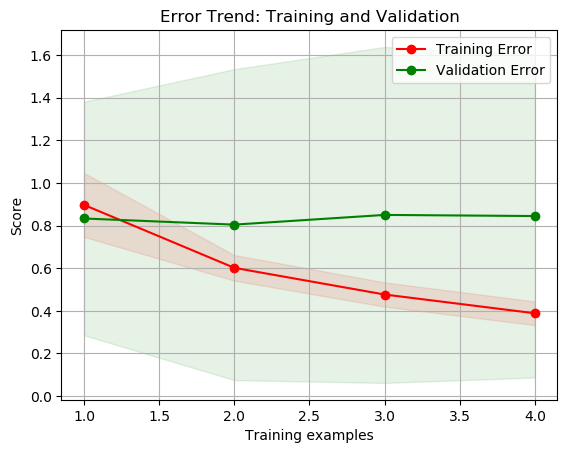 Error Trend: Training and Validation
Training Error
Validation Error
Score
1.6
1.4
1.2
1.0
0.8
0.6
0.4
0.2
0.0
1.0 1.5 2.0 2.5 3.0 3.5 4.0
Training examples